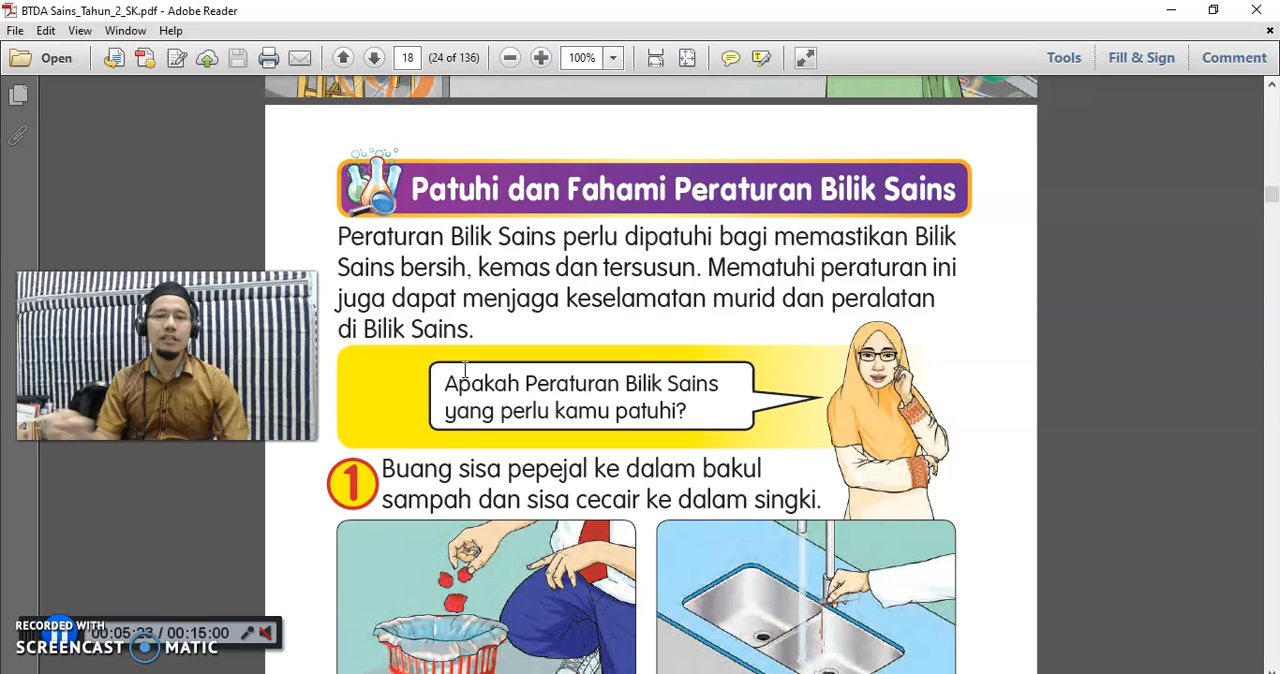 BTDA Sains_Tahun_2_SK.pdf - Adobe Reader
File Edit View Window Help
Open 18 (24 of 136) 100% Tools Fill & Sign Comment
Patuhi dan Fahami Peraturan Bilik Sains
Peraturan Bilik Sains perlu dipatuhi bagi memastikan Bilik
Sains bersih, kemas dan tersusun. Mematuhi peraturan ini
juga dapat menjaga keselamatan murid dan peralatan
di Bilik Sains.
Apakah Peraturan Bilik Sains
yang perlu kamu patuhi?
1 Buang sisa pepejal ke dalam bakul
sampah dan sisa cecair ke dalam singki.
RECORDED WITH
00:05:23 / 00:15:00
SCREENCAST MATIC